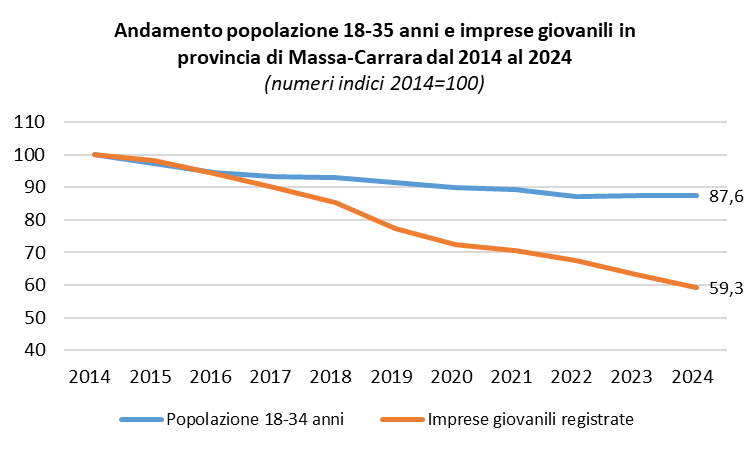 Andamento popolazione 18-35 anni e imprese giovanili in
provincia di Massa-Carrara dal 2014 al 2024
(numeri indici 2014=100)
110
100
90
80
70
60
50
40
87,6
59,3
2014 2015 2016 2017 2018 2019 2020 2021 2022 2023 2024
Popolazione 18-34 anni Imprese giovanili registrate